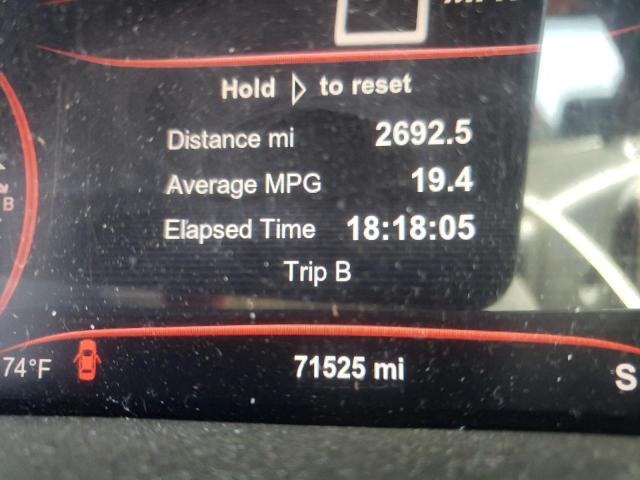 Hold ▷ to reset
Distance mi 2692.5
Average MPG 19.4
Elapsed Time 18:18:05
Trip B
74°F 71525 mi S
B